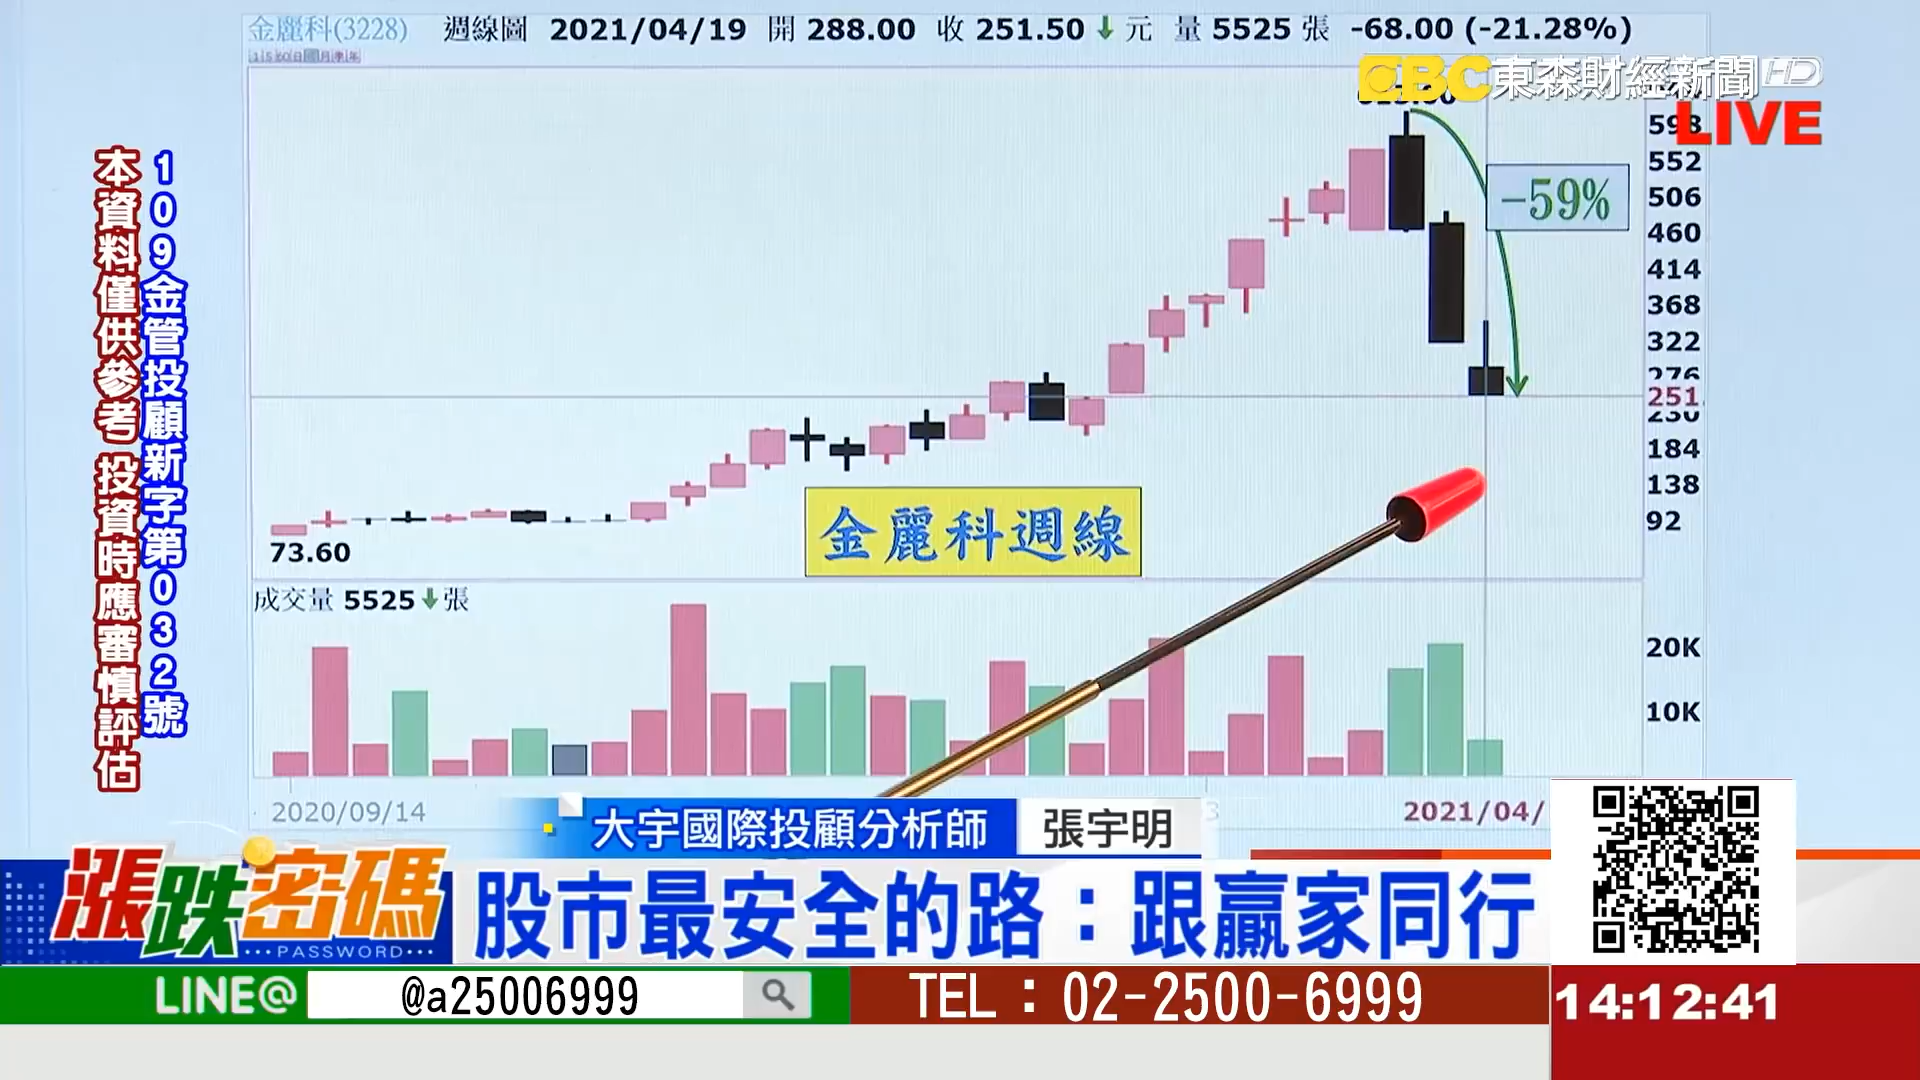 金麗科(3228) 週線圖 2021/04/19 開 288.00 收 251.50 元 量 5525 張 -68.00 (-21.28%)
EBC東森財經新聞HD
LIVE
598
552
506
460
414
368
322
276
251
230
184
138
92
-59%
73.60
金麗科週線
成交量 5525 張
20K
10K
2020/09/14
2021/04/
109金管投顧新字第032號
本資料僅供參考 投資時應審慎評估
大宇國際投顧分析師 張宇明
漲跌密碼
PASSWORD
股市最安全的路：跟贏家同行
LINE@ @a25006999
TEL：02-2500-6999
14:12:41